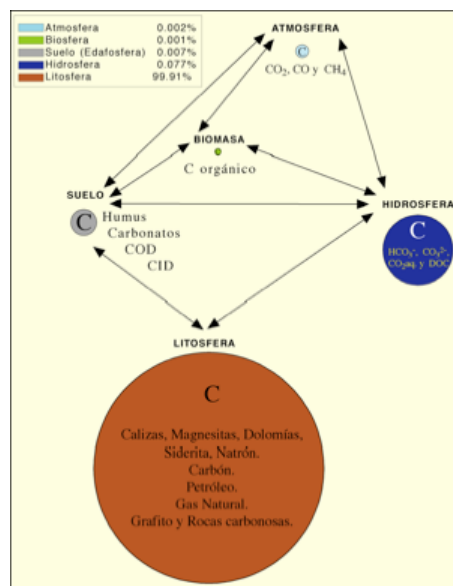 Atmosfera 0.002%
Biosfera 0.001%
Suelo (Edafosfera) 0.007%
Hidrosfera 0.077%
Litosfera 99.91%
ATMOSFERA
C
CO₂, CO y CH₄
BIOMASA
C orgánico
SUELO
C
Humus
Carbonatos
COD
CID
HIDROSFERA
C
HCO₃⁻, CO₃²⁻,
CO₂aq. y DOC
LITOSFERA
C
Calizas, Magnesitas, Dolomías,
Siderita, Natrón.
Carbón.
Petróleo.
Gas Natural.
Grafito y Rocas carbonosas.